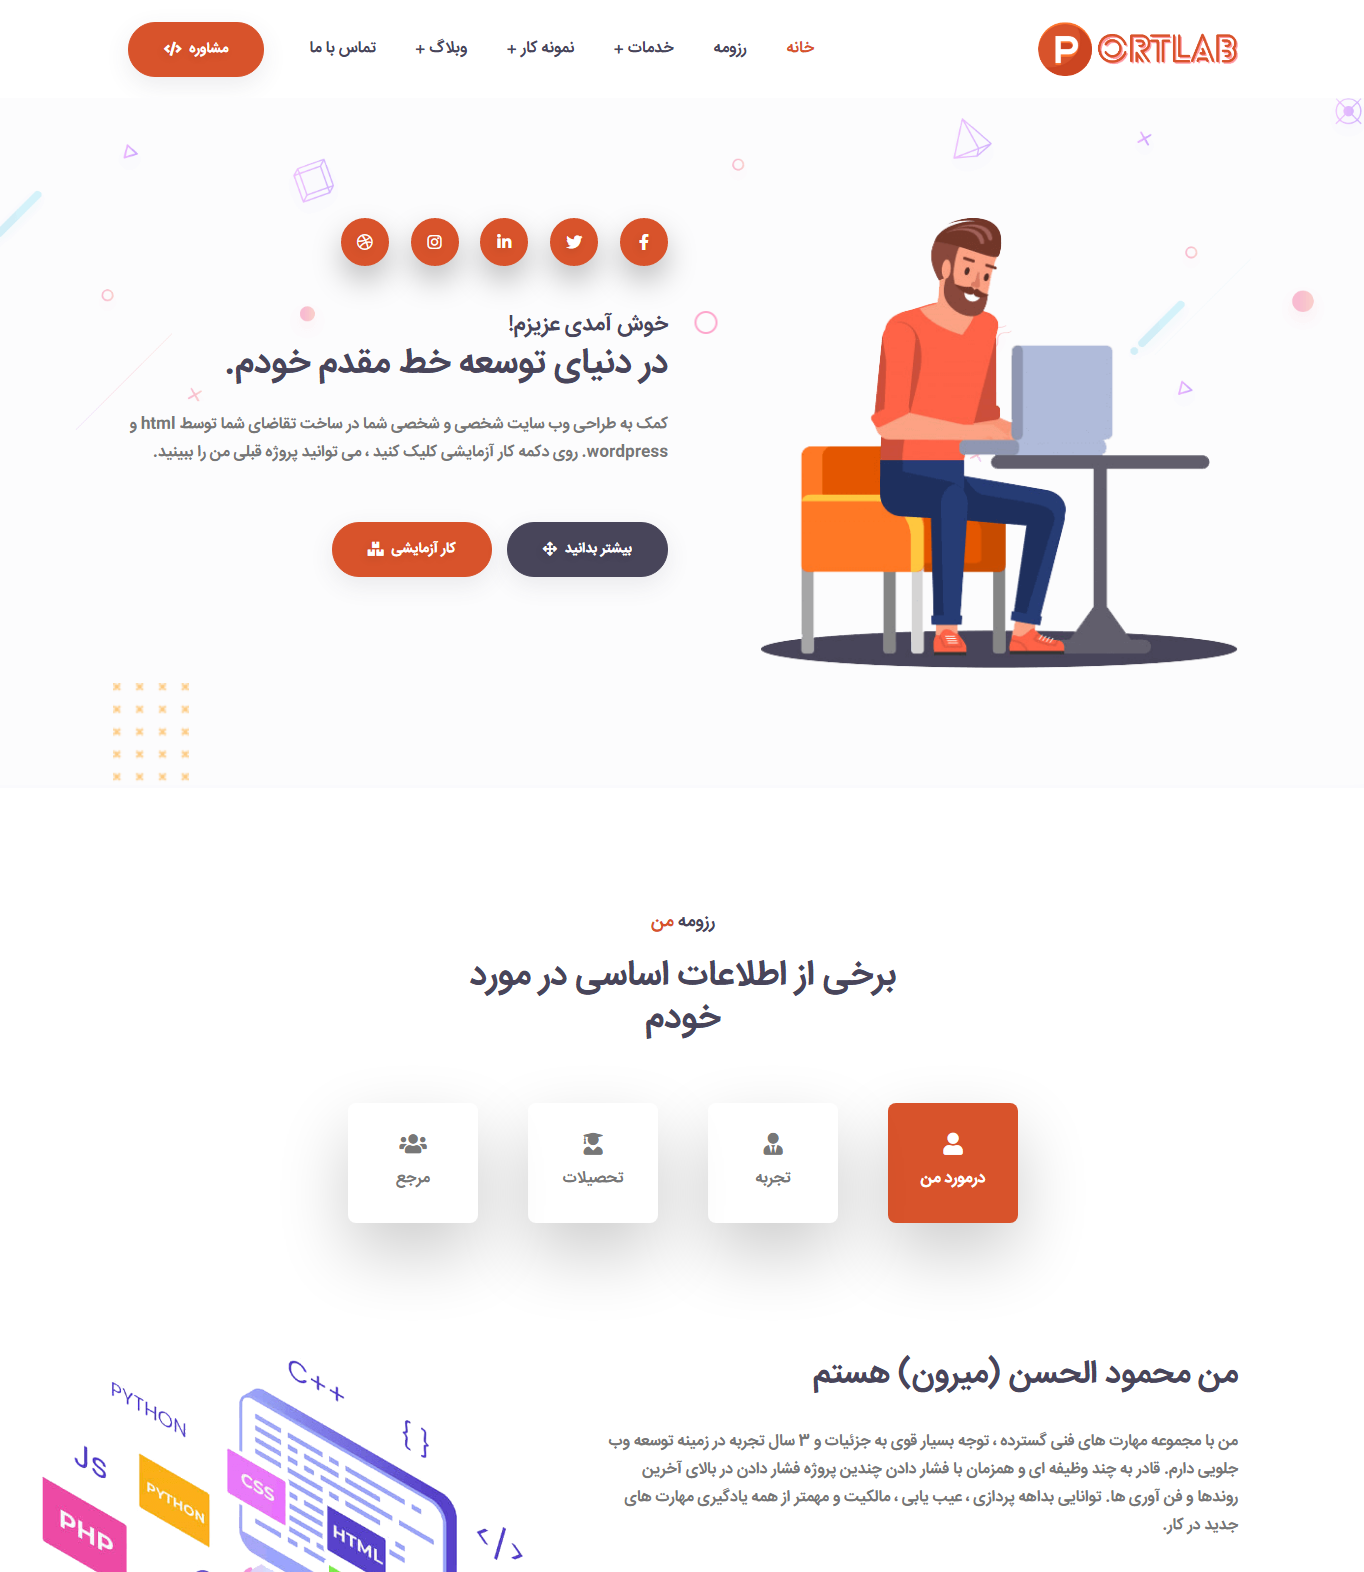 PORTLAB
خانه
رزومه
خدمات +
نمونه کار +
وبلاگ +
تماس با ما
مشاوره
خوش آمدی عزیزم!
در دنیای توسعه خط مقدم خودم.
کمک به طراحی وب سایت شخصی و شخصی شما در ساخت تقاضای شما توسط html و
wordpress. روی دکمه کار آزمایشی کلیک کنید ، می توانید پروژه قبلی من را ببینید.
بیشتر بدانید
کار آزمایشی
رزومه من
برخی از اطلاعات اساسی در مورد
خودم
درمورد من
تجربه
تحصیلات
مرجع
من محمود الحسن (میرون) هستم
من با مجموعه مهارت های فنی گسترده ، توجه بسیار قوی به جزئیات و 3 سال تجربه در زمینه توسعه وب
جلویی دارم. قادر به چند وظیفه ای و همزمان با فشار دادن چندین پروژه فشار دادن در بالای آخرین
روندها و فن آوری ها. توانایی بداهه پردازی ، عیب یابی ، مالکیت و مهمتر از همه یادگیری مهارت های
جدید در کار.
C++
PYTHON
{ }
JS
CSS
PYTHON
PHP
HTML
</>